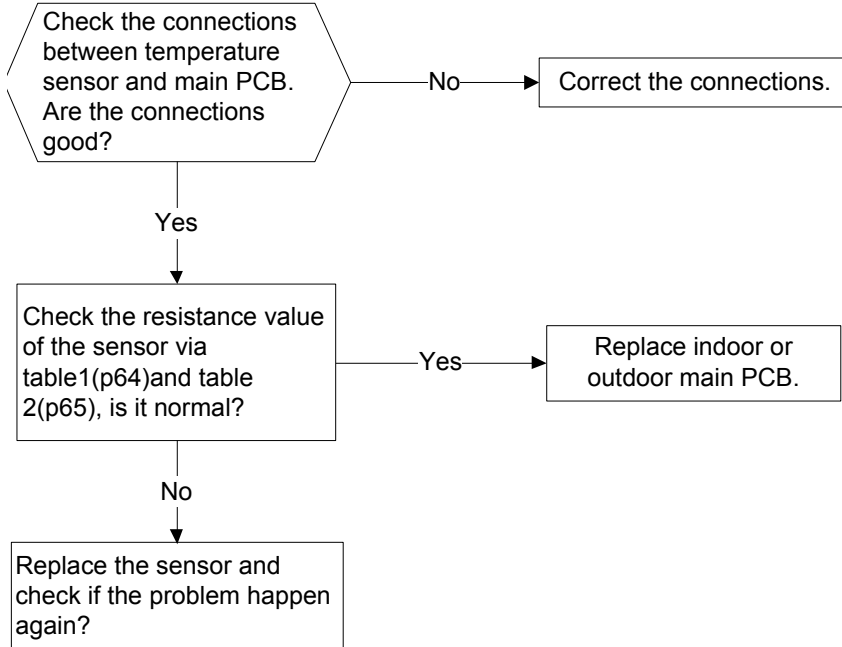 Check the connections
between temperature
sensor and main PCB.
Are the connections
good?
No
Correct the connections.
Yes
Check the resistance value
of the sensor via
table1(p64)and table
2(p65), is it normal?
Yes
Replace indoor or
outdoor main PCB.
No
Replace the sensor and
check if the problem happen
again?